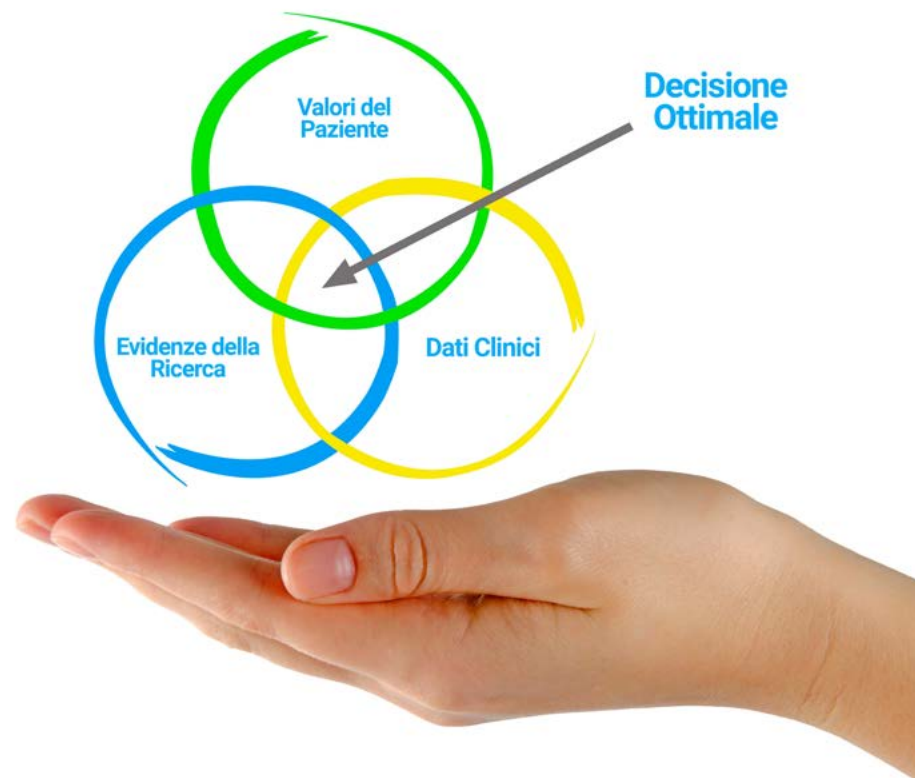 Valori del
Paziente
Decisione
Ottimale
Evidenze della
Ricerca
Dati Clinici